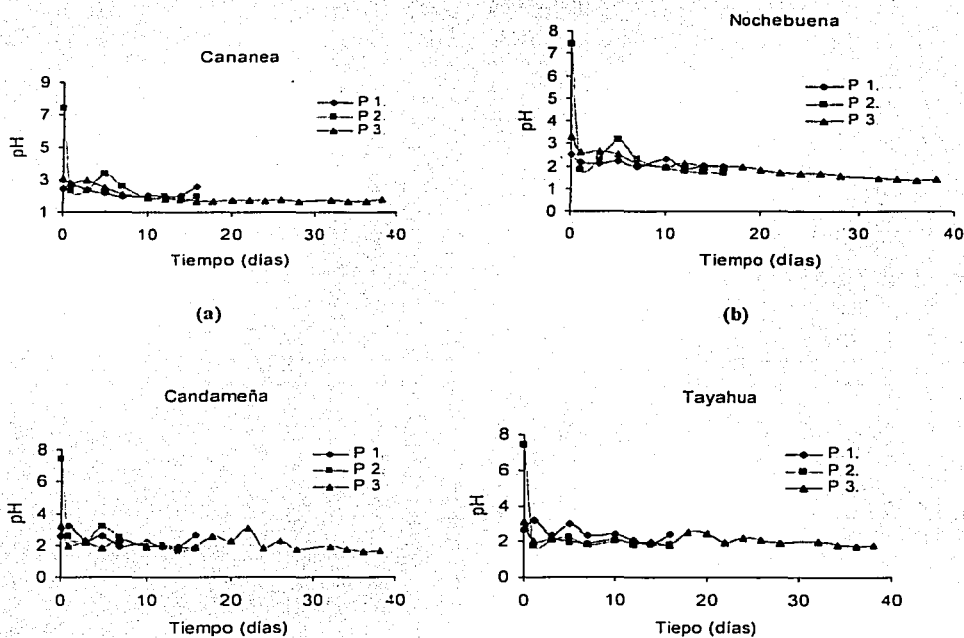 Cananea
9
7
5
3
1
pH
P 1.
P 2.
P 3.
0
10
20
30
40
Tiempo (días)
(a)
Nochebuena
8
7
6
5
4
3
2
1
0
pH
P 1.
P 2.
P 3.
0
10
20
30
40
Tiempo (días)
(b)
Candameña
8
6
4
2
0
pH
P 1.
P 2.
P 3
0
10
20
30
40
Tiempo (días)
Tayahua
8
6
4
2
0
pH
P 1.
P 2.
P 3.
0
10
20
30
40
Tiepo (días)